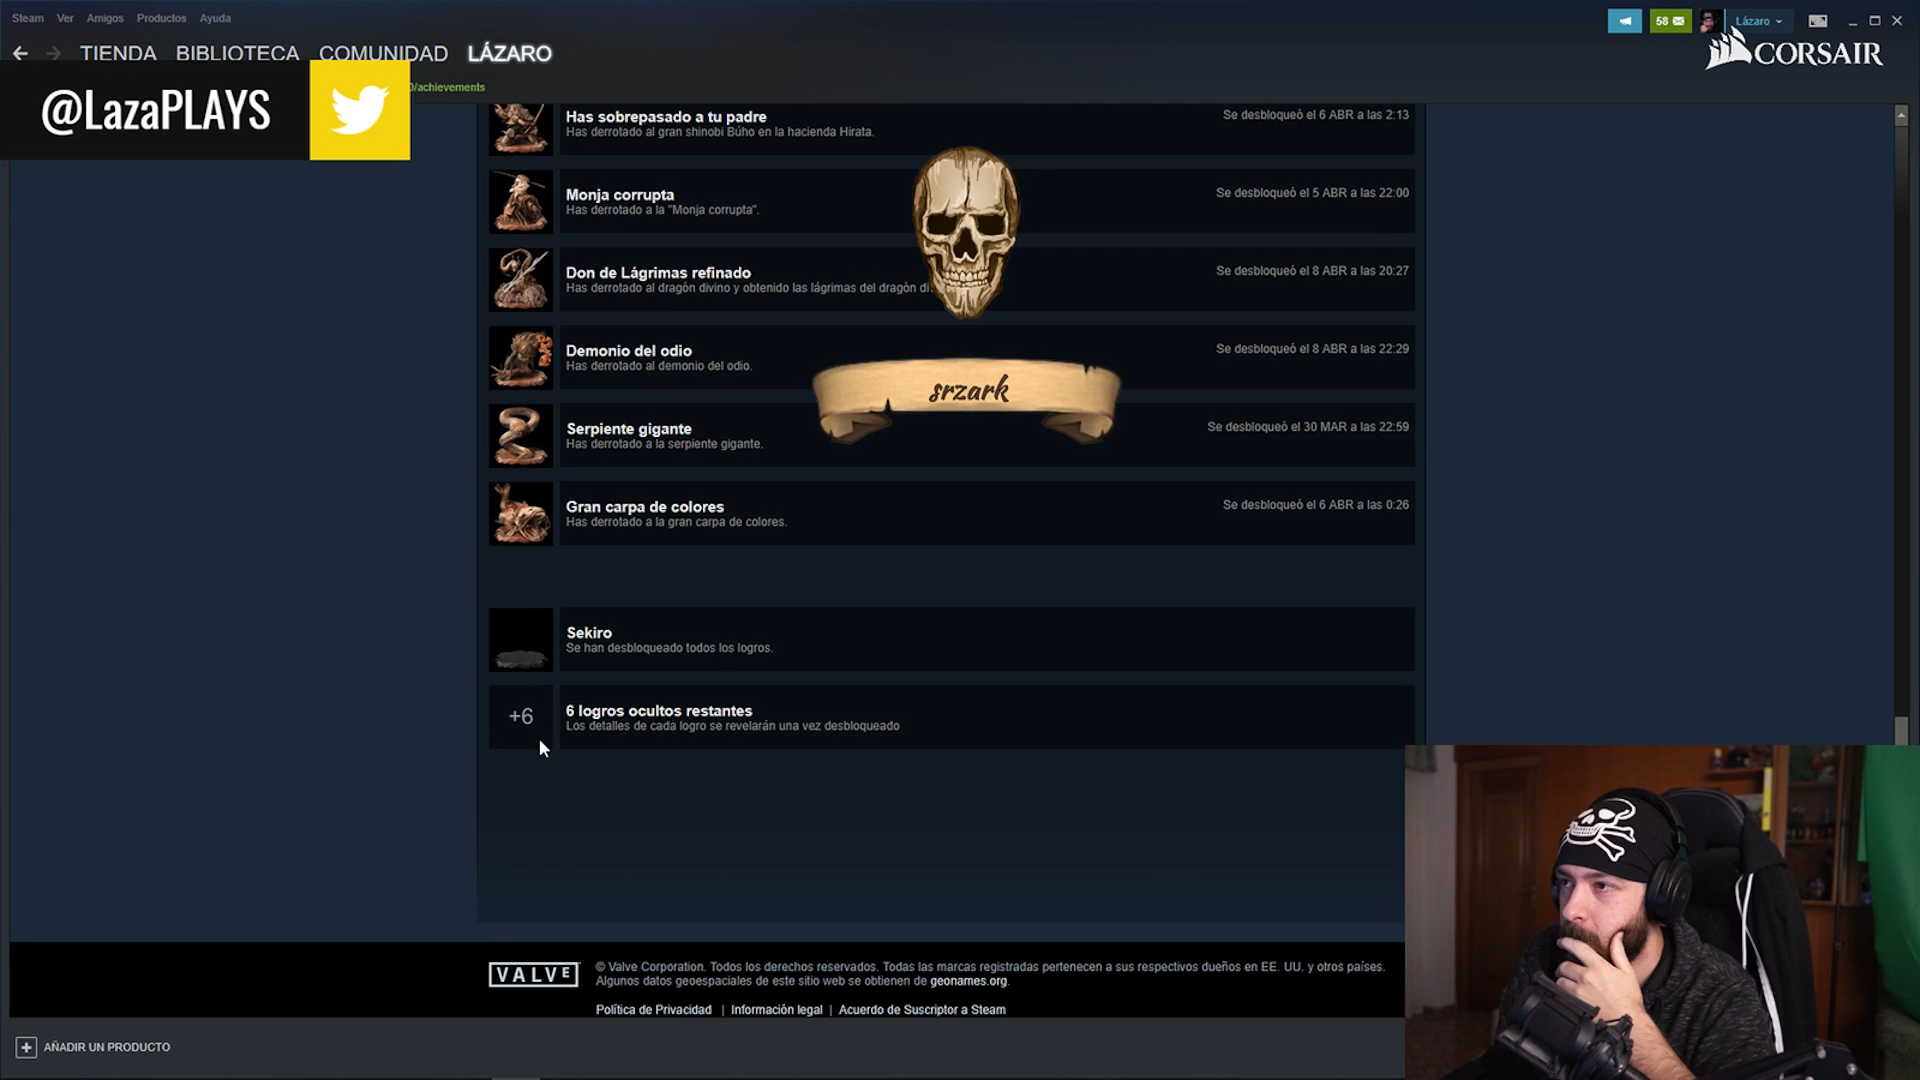 Steam Ver Amigos Productos Ayuda
58
Lázaro
TIENDA BIBLIOTECA COMUNIDAD LÁZARO
CORSAIR
@LazaPLAYS
0/achievements
Has sobrepasado a tu padre
Has derrotado al gran shinobi Búho en la hacienda Hirata.
Se desbloqueó el 6 ABR a las 2:13
Monja corrupta
Has derrotado a la "Monja corrupta".
Se desbloqueó el 5 ABR a las 22:00
Don de Lágrimas refinado
Has derrotado al dragón divino y obtenido las lágrimas del dragón di
Se desbloqueó el 8 ABR a las 20:27
Demonio del odio
Has derrotado al demonio del odio.
Se desbloqueó el 8 ABR a las 22:29
srzark
Serpiente gigante
Has derrotado a la serpiente gigante.
Se desbloqueó el 30 MAR a las 22:59
Gran carpa de colores
Has derrotado a la gran carpa de colores.
Se desbloqueó el 6 ABR a las 0:26
Sekiro
Se han desbloqueado todos los logros.
+6
6 logros ocultos restantes
Los detalles de cada logro se revelarán una vez desbloqueado
VALVE
© Valve Corporation. Todos los derechos reservados. Todas las marcas registradas pertenecen a sus respectivos dueños en EE. UU. y otros países.
Algunos datos geoespaciales de este sitio web se obtienen de geonames.org.
Política de Privacidad | Información legal | Acuerdo de Suscriptor a Steam
+ AÑADIR UN PRODUCTO